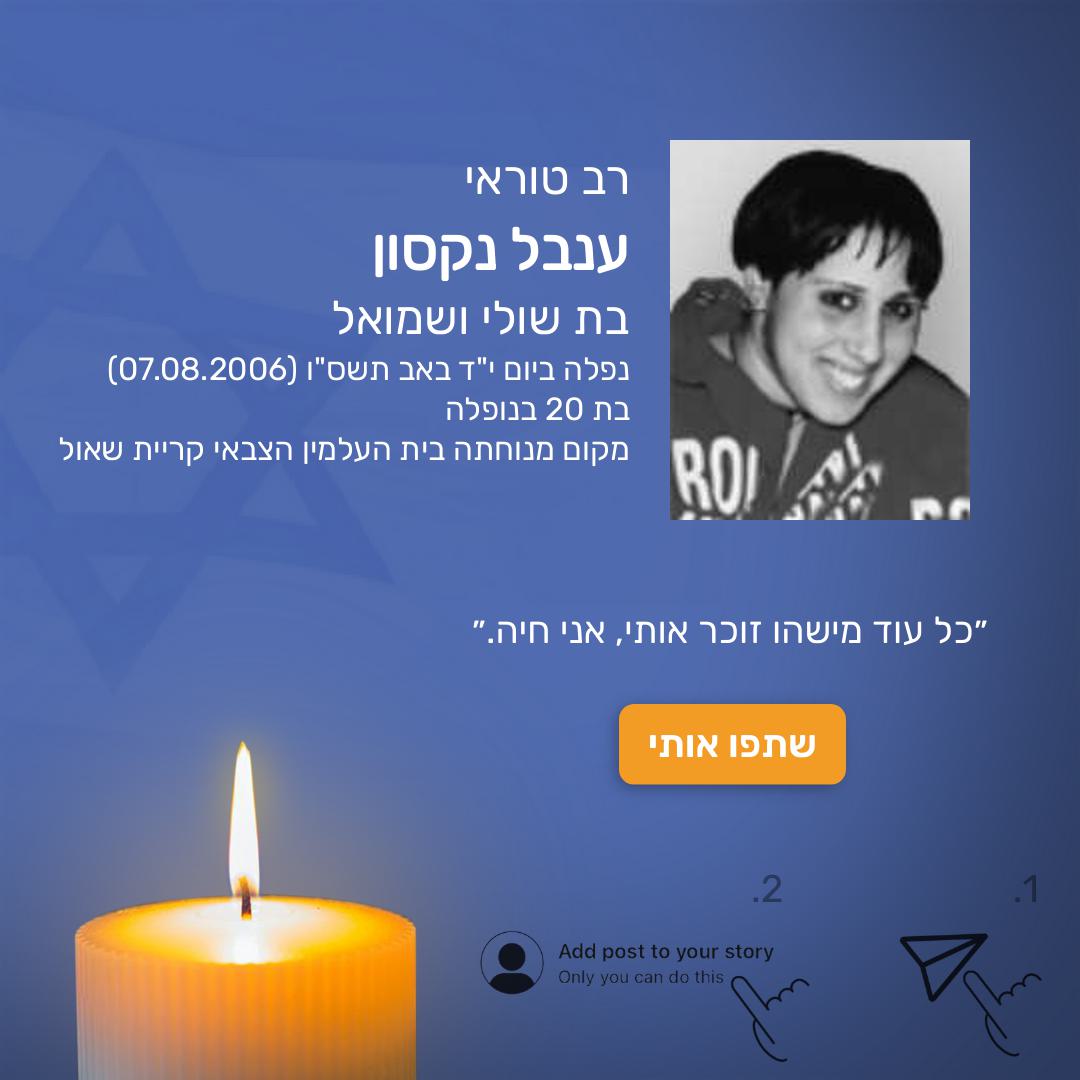 רב טוראי
ענבל נקסון
בת שולי ושמואל
נפלה ביום י"ד באב תשס"ו (07.08.2006)
בת 20 בנופלה
מקום מנוחתה בית העלמין הצבאי קריית שאול
״כל עוד מישהו זוכר אותי, אני חיה.״
שתפו אותי
1.
2.
Add post to your story
Only you can do this